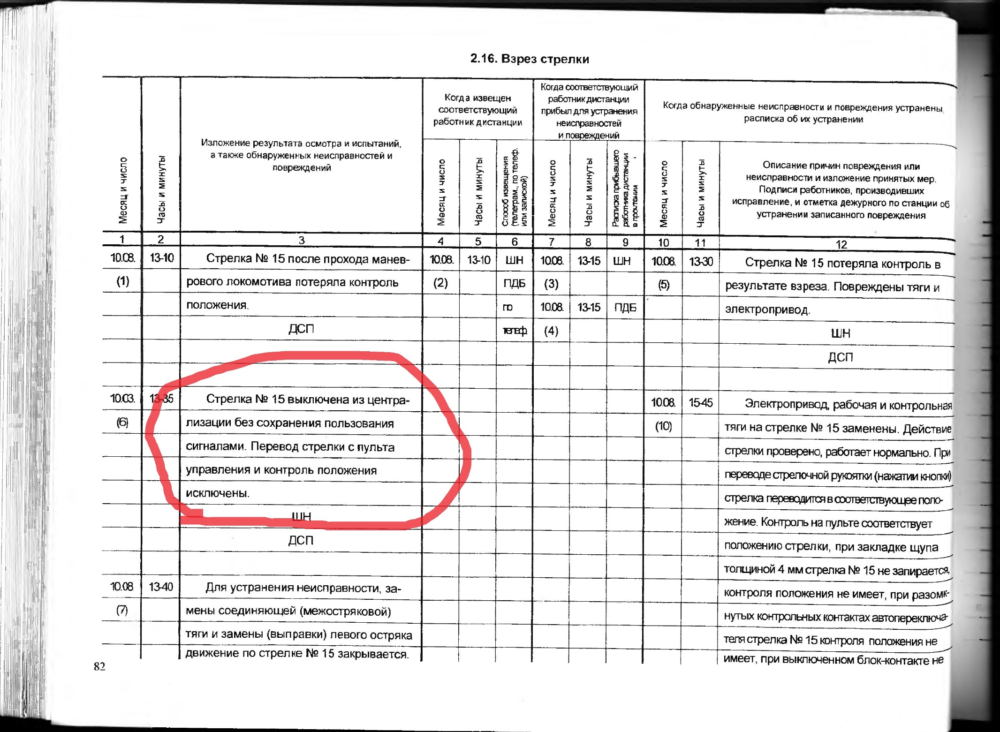 2.16. Взрез стрелки
Месяц и число
Часы и минуты
Изложение результата осмотра и испытаний,
а также обнаруженных неисправностей и
повреждений
Когда извещен
соответствующий
работник дистанции
Месяц и число
Часы и минуты
Способ извещения
(телеграм., по телеф.
или запиской)
Когда соответствующий
работник дистанции
прибыл для устранения
неисправностей
и повреждений
Месяц и число
Часы и минуты
Расписка прибывшего
работника дистанции
в прочтении
Когда обнаруженные неисправности и повреждения устранены
расписка об их устранении
Месяц и число
Часы и минуты
Описание причин повреждения или
неисправности и изложение принятых мер.
Подписи работников, производивших
исправление, и отметка дежурного по станции об
устранении записанного повреждения
1 2 3 4 5 6 7 8 9 10 11 12
10.08. 13-10 Стрелка № 15 после прохода манев- 10.08. 13-10 ШН 10.08. 13-15 ШН 10.08. 13-30 Стрелка № 15 потеряла контроль в
(1) рового локомотива потеряла контроль (2) ПДБ (3) (5) результате взреза. Повреждены тяги и
положения. по 10.08. 13-15 ПДБ электропривод.
ДСП телеф. (4) ШН
ДСП
10.03. 13-35 Стрелка № 15 выключена из центра- 10.08. 15-45 Электропривод, рабочая и контрольная
(6) лизации без сохранения пользования (10) тяги на стрелке № 15 заменены. Действие
сигналами. Перевод стрелки с пульта стрелки проверено, работает нормально. При
управления и контроль положения переводе стрелочной рукоятки (нажатии кнопки)
исключены. стрелка переводится в соответствующее поло-
ШН жение. Контроль на пульте соответствует
ДСП положению стрелки, при закладке щупа
толщиной 4 мм стрелка № 15 не запирается,
10.08 13-40 Для устранения неисправности, за- контроля положения не имеет, при разомк-
(7) мены соединяющей (межостряковой) нутых контрольных контактах автопереключа-
тяги и замены (выправки) левого остряка теля стрелка № 15 контроля положения не
движение по стрелке № 15 закрывается. имеет, при выключенном блок-контакте не
82